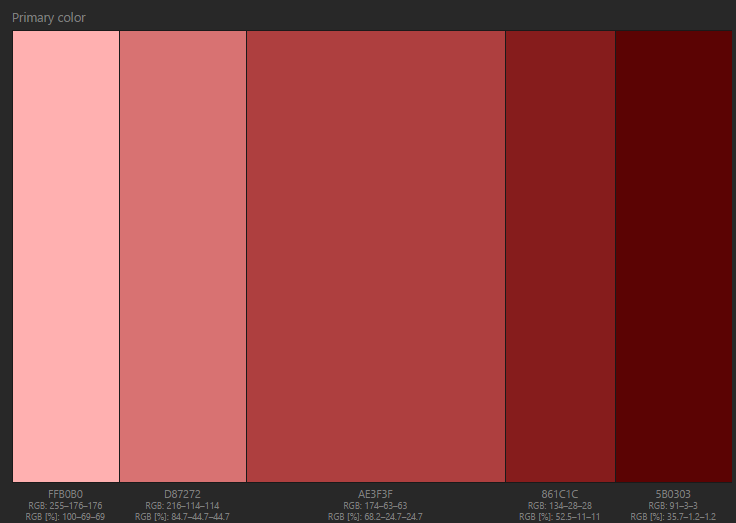 Primary color
FFB0B0 D87272 AE3F3F 861C1C 5B0303
RGB: 255–176–176 RGB: 216–114–114 RGB: 174–63–63 RGB: 134–28–28 RGB: 91–3–3
RGB [%]: 100–69–69 RGB [%]: 84.7–44.7–44.7 RGB [%]: 68.2–24.7–24.7 RGB [%]: 52.5–11–11 RGB [%]: 35.7–1.2–1.2